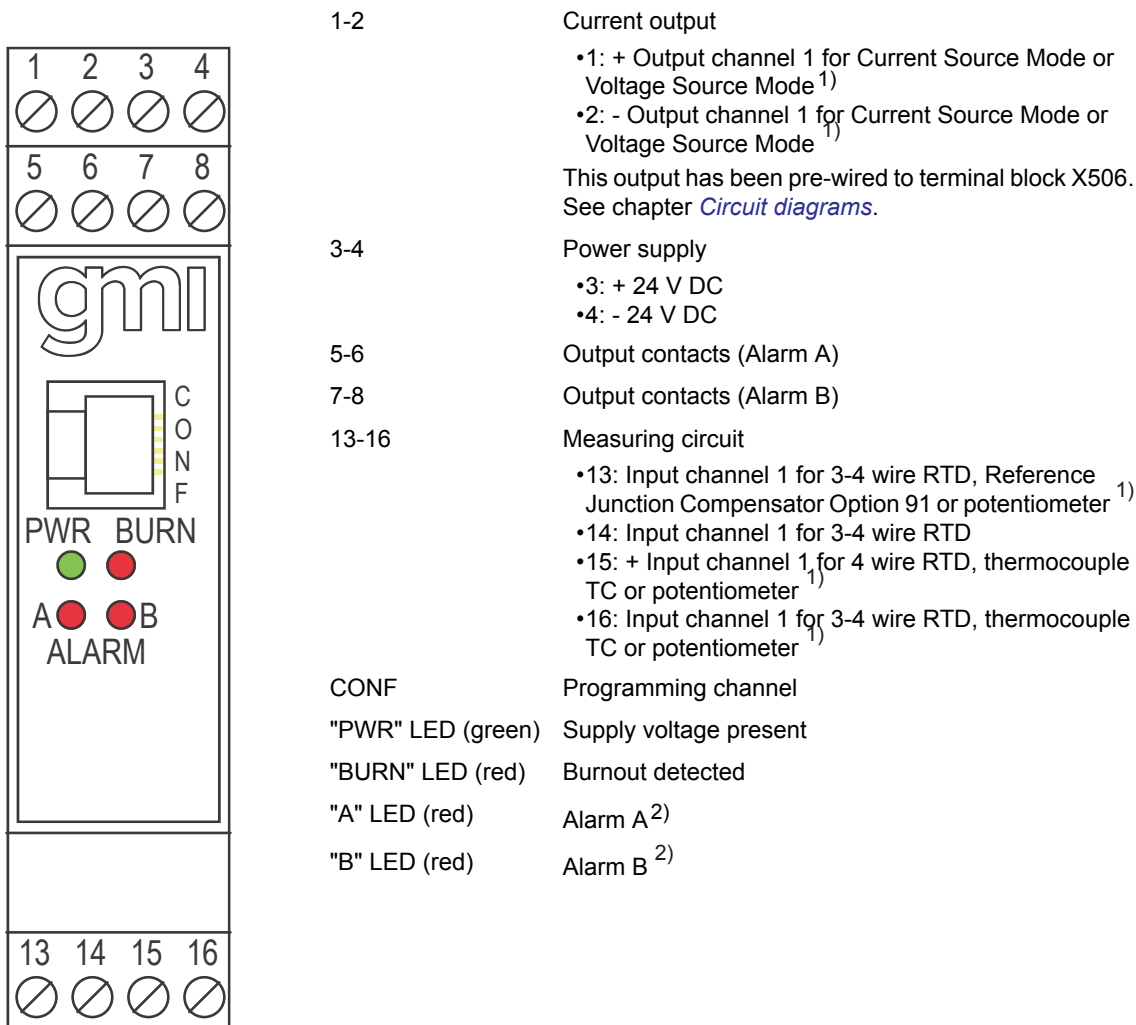 1 2 3 4
5 6 7 8
gmi
C
O
N
F
PWR BURN
A B
ALARM
13 14 15 16
1-2 Current output
•1: + Output channel 1 for Current Source Mode or
Voltage Source Mode 1)
•2: - Output channel 1 for Current Source Mode or
Voltage Source Mode 1)
This output has been pre-wired to terminal block X506.
See chapter Circuit diagrams.
3-4 Power supply
•3: + 24 V DC
•4: - 24 V DC
5-6 Output contacts (Alarm A)
7-8 Output contacts (Alarm B)
13-16 Measuring circuit
•13: Input channel 1 for 3-4 wire RTD, Reference
Junction Compensator Option 91 or potentiometer 1)
•14: Input channel 1 for 3-4 wire RTD
•15: + Input channel 1 for 4 wire RTD, thermocouple
TC or potentiometer 1)
•16: Input channel 1 for 3-4 wire RTD, thermocouple
TC or potentiometer 1)
CONF Programming channel
"PWR" LED (green) Supply voltage present
"BURN" LED (red) Burnout detected
"A" LED (red) Alarm A 2)
"B" LED (red) Alarm B 2)